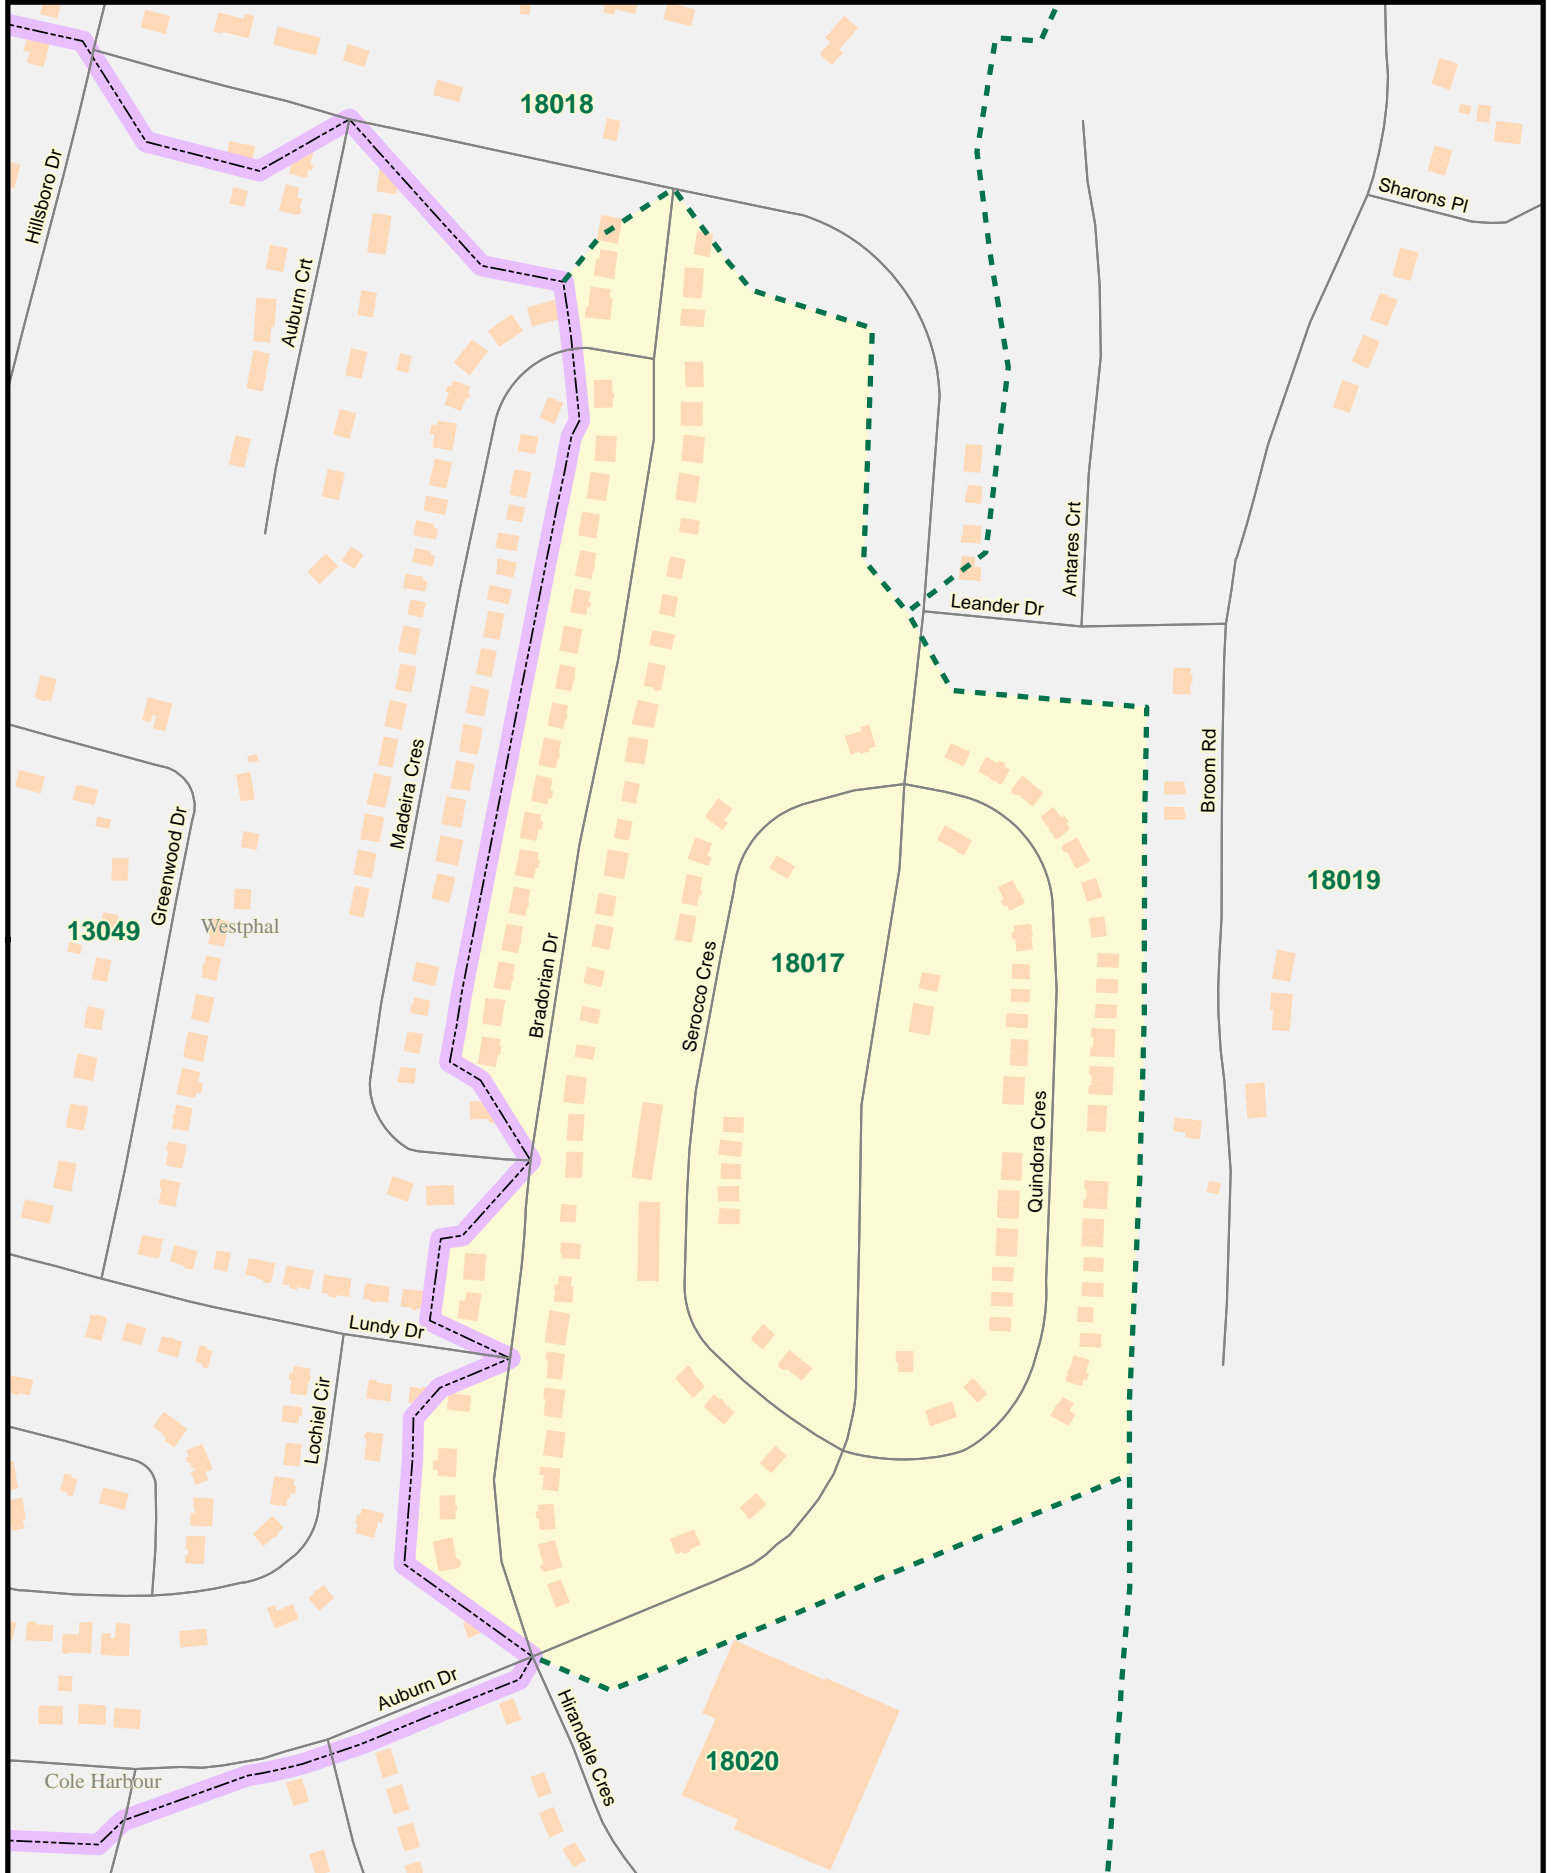 18018
Sharons Pl
Hillsboro Dr
Auburn Crt
Antares Crt
Leander Dr
Madeira Cres
Broom Rd
Greenwood Dr
18019
13049
Westphal
Bradorian Dr
Serocco Cres
18017
Quindora Cres
Lundy Dr
Lochiel Cir
Auburn Dr
Hirandale Cres
18020
Cole Harbour